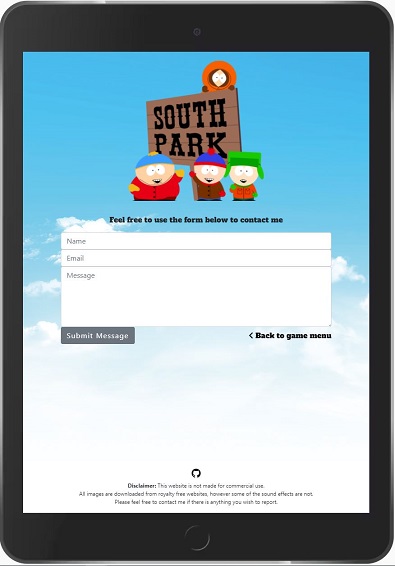 SOUTH
PARK
Feel free to use the form below to contact me
Name
Email
Message
Submit Message
Back to game menu
Disclaimer: This website is not made for commercial use.
All images are downloaded from royalty free websites, however some of the sound effects are not.
Please feel free to contact me if there is anything you wish to report.